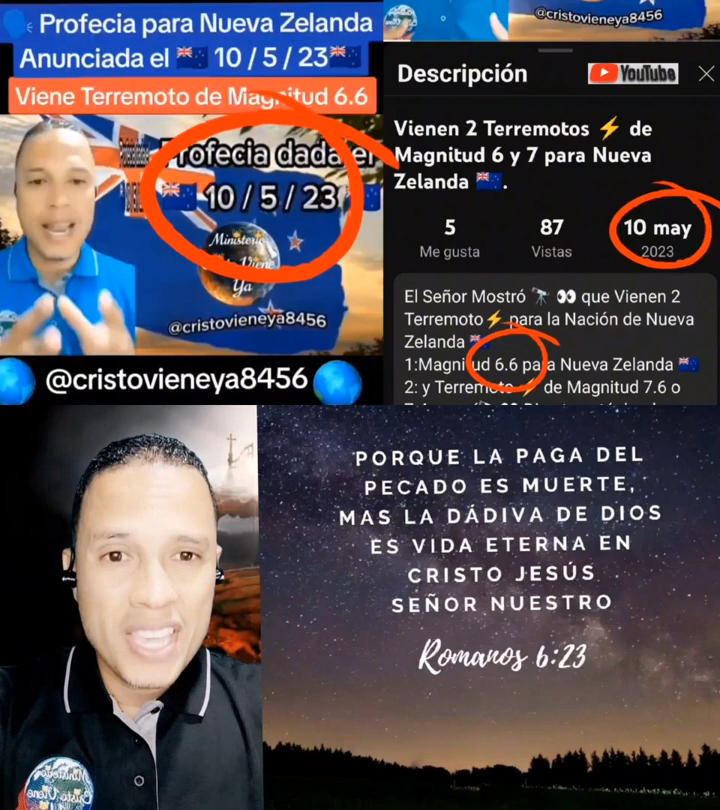 Profecia para Nueva Zelanda
Anunciada el 🇳🇿 10 / 5 / 23🇳🇿
Viene Terremoto de Magnitud 6.6
Profecia dada el
🇳🇿 10 / 5 / 23
Ministerio
Viene
Ya
@cristovieneya8456
@cristovieneya8456
@cristovieneya8456
Descripción
YouTube
Vienen 2 Terremotos ⚡ de
Magnitud 6 y 7 para Nueva
Zelanda 🇳🇿.
5
Me gusta
87
Vistas
10 may
2023
El Señor Mostró 🔭 👀 que Vienen 2
Terremoto⚡ para la Nación de Nueva
Zelanda 🇳🇿
1:Magnitud 6.6 para Nueva Zelanda 🇳🇿
2: y Terremoto ⚡ de Magnitud 7.6 o
PORQUE LA PAGA DEL
PECADO ES MUERTE,
MAS LA DÁDIVA DE DIOS
ES VIDA ETERNA EN
CRISTO JESÚS
SEÑOR NUESTRO
Romanos 6:23
Ministerio
Cristo Viene